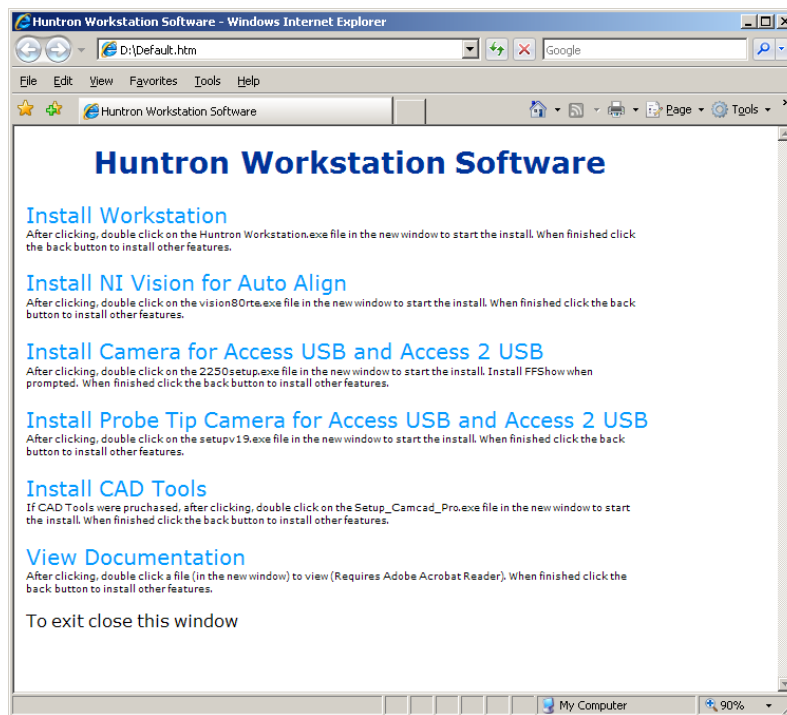 Huntron Workstation Software - Windows Internet Explorer
D:\Default.htm
Google
File Edit View Favorites Tools Help
Huntron Workstation Software
Page Tools »
Huntron Workstation Software
Install Workstation
After clicking, double click on the Huntron Workstation.exe file in the new window to start the install. When finished click
the back button to install other features.
Install NI Vision for Auto Align
After clicking, double click on the vision80rte.exe file in the new window to start the install. When finished click the back
button to install other features.
Install Camera for Access USB and Access 2 USB
After clicking, double click on the 2250setup.exe file in the new window to start the install. Install FFShow when
prompted. When finished click the back button to install other features.
Install Probe Tip Camera for Access USB and Access 2 USB
After clicking, double click on the setupv19.exe file in the new window to start the install. When finished click the back
button to install other features.
Install CAD Tools
If CAD Tools were pruchased, after clicking, double click on the Setup_Camcad_Pro.exe file in the new window to start
the install. When finished click the back button to install other features.
View Documentation
After clicking, double click a file (in the new window) to view (Requires Adobe Acrobat Reader). When finished click the
back button to install other features.
To exit close this window
My Computer
90%